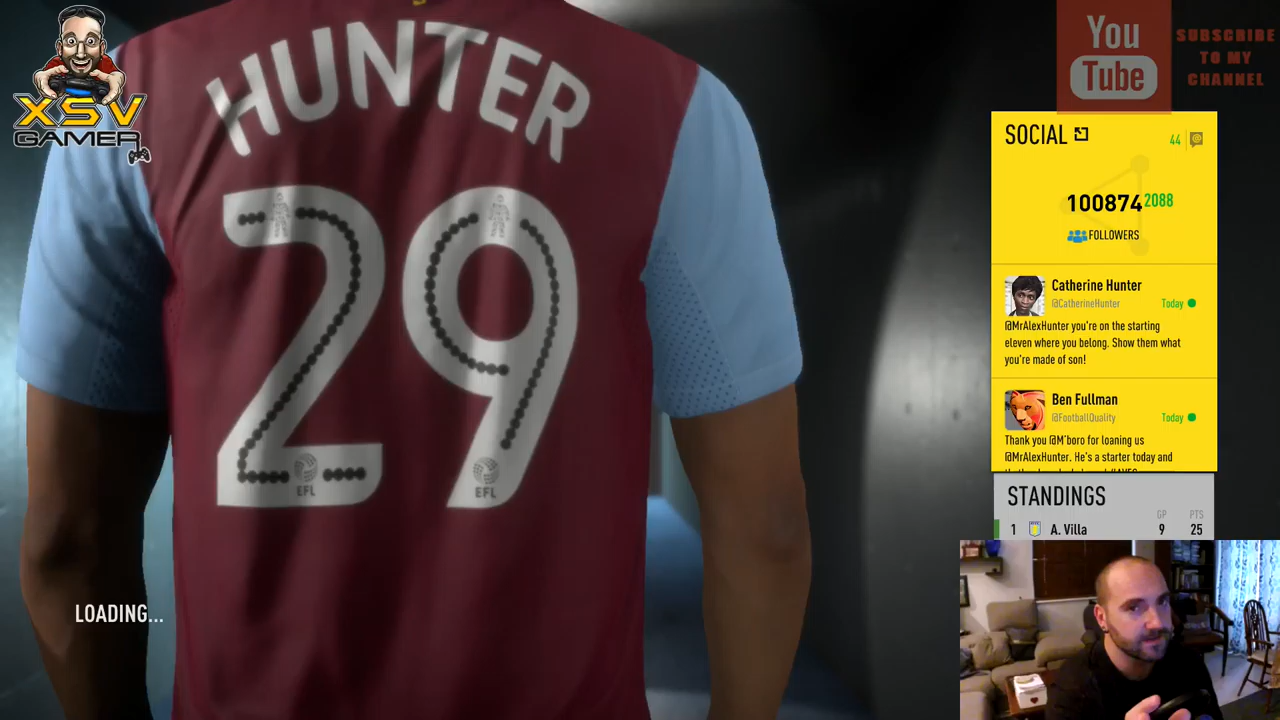 HUNTER
29
EFL
EFL
LOADING...
XSV
GAMER
You
Tube
SUBSCRIBE
TO MY
CHANNEL
SOCIAL
44
100874 2088
FOLLOWERS
Catherine Hunter
@CatherineHunter
Today
@MrAlexHunter you're on the starting
eleven where you belong. Show them what
you're made of son!
Ben Fullman
@FootballQuality
Today
Thank you @M'boro for loaning us
@MrAlexHunter. He's a starter today and
STANDINGS
GP PTS
1 A. Villa 9 25